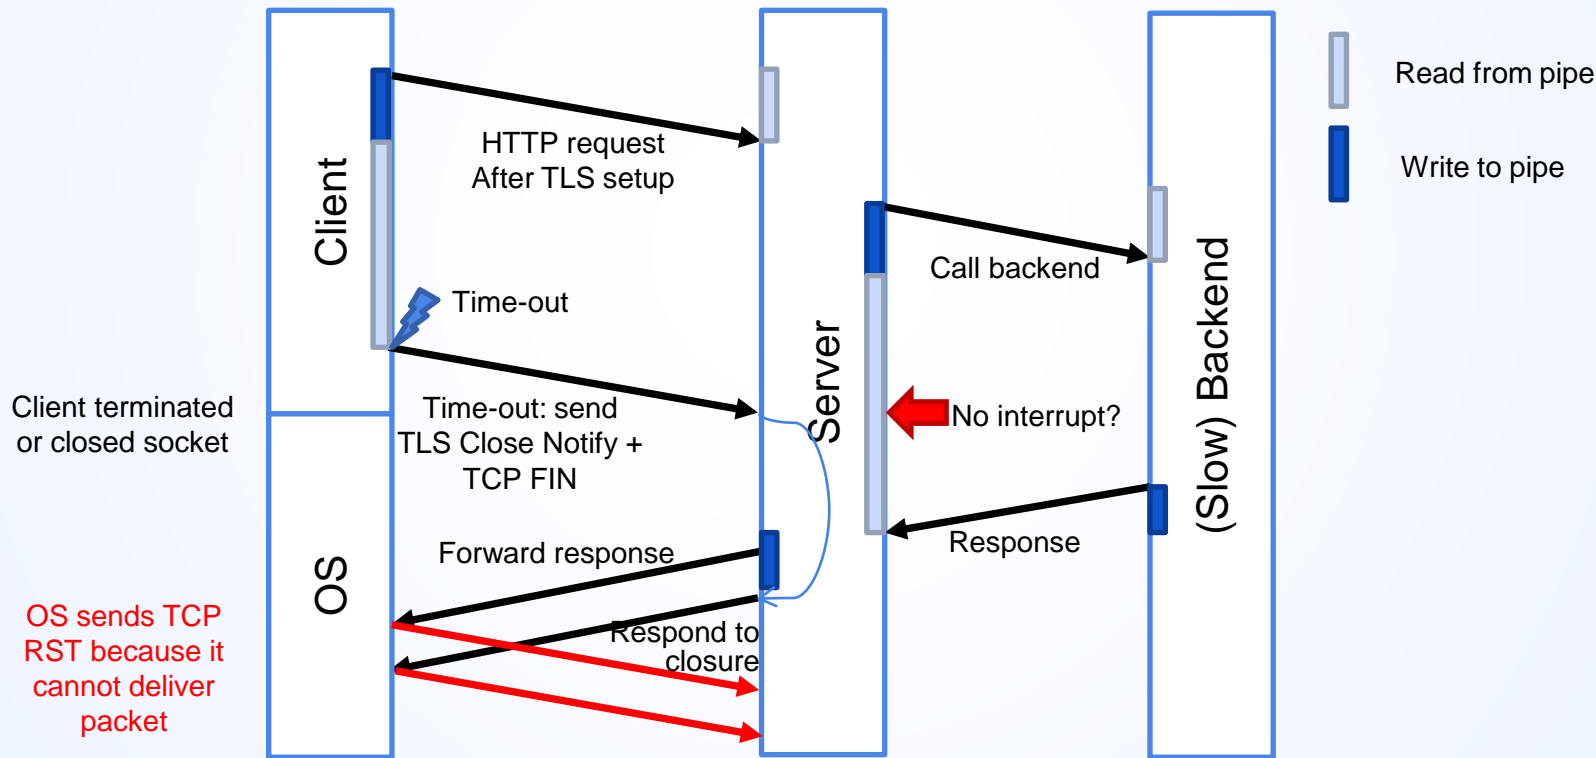 Read from pipe
Write to pipe
Client
HTTP request
After TLS setup
Call backend
Time-out
Server
(Slow) Backend
Client terminated
or closed socket
Time-out: send
TLS Close Notify +
TCP FIN
No interrupt?
Response
Forward response
OS
OS sends TCP
RST because it
cannot deliver
packet
Respond to
closure